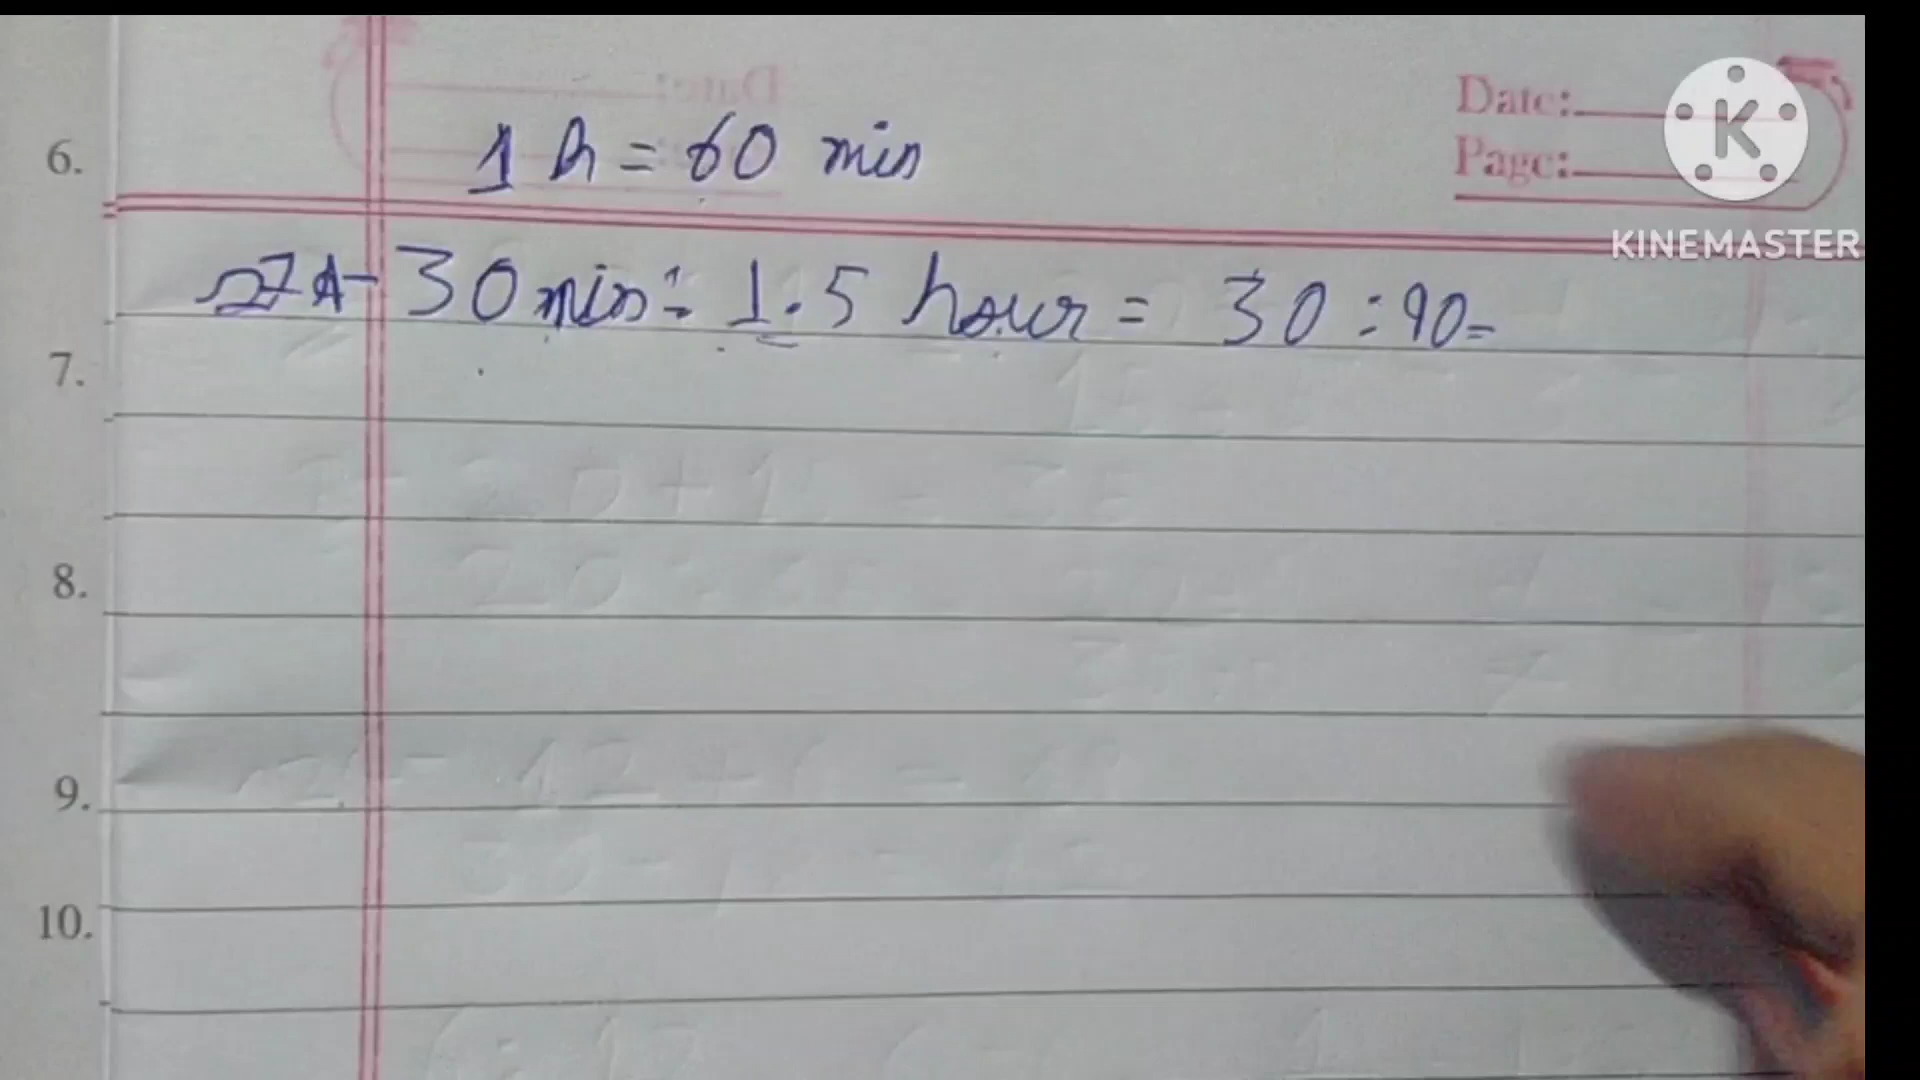 Date:
6. 1 h = 60 min
Page:
KINEMASTER
30 min : 1.5 hour = 30 : 90 =
7.
8.
9.
10.